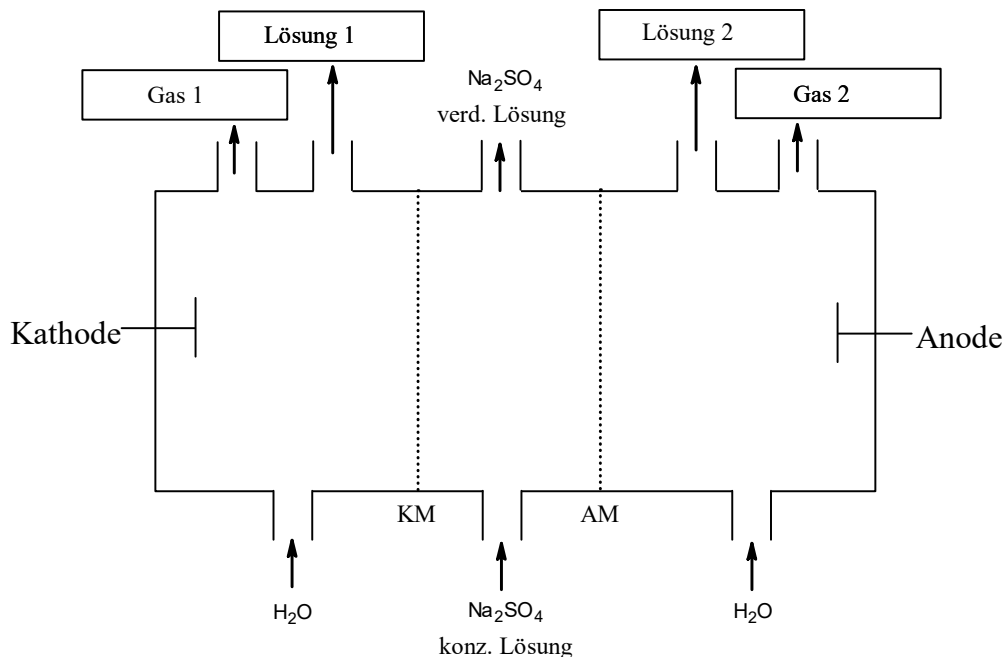 Lösung 1
Lösung 2
Gas 1
Na₂SO₄
verd. Lösung
Gas 2
Kathode
Anode
KM
AM
H₂O
Na₂SO₄
konz. Lösung
H₂O